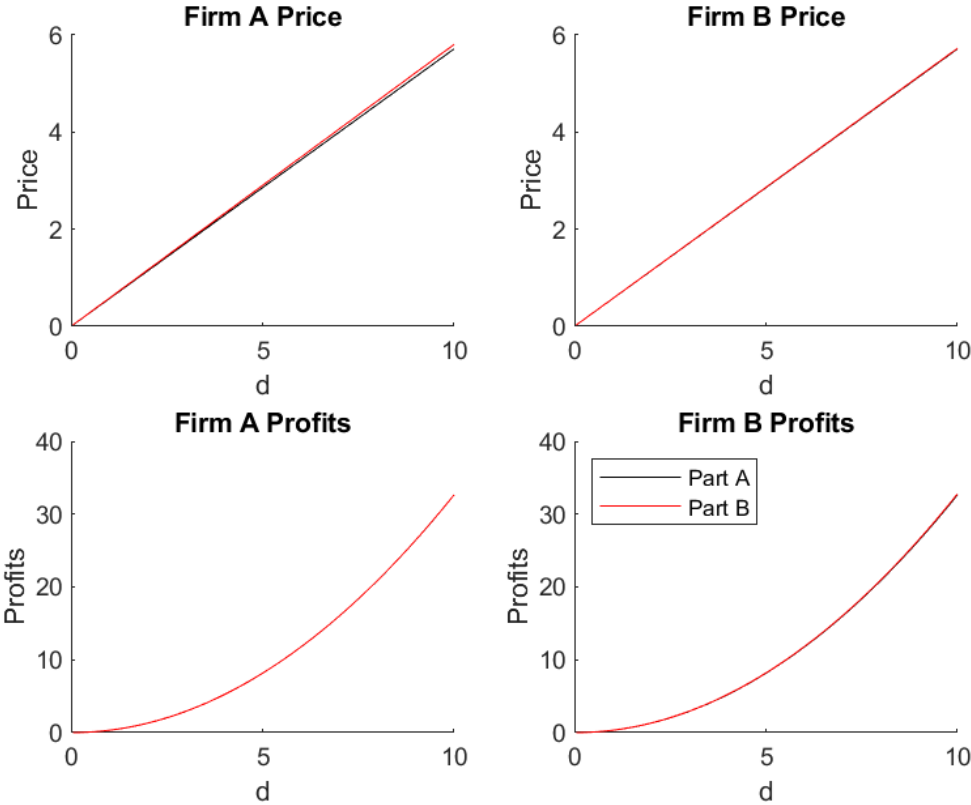 Firm A Price
6
4
2
0
Price
0 5 10
d
Firm B Price
6
4
2
0
Price
0 5 10
d
Firm A Profits
40
30
20
10
0
Profits
0 5 10
d
Firm B Profits
40
30
20
10
0
Profits
Part A
Part B
0 5 10
d